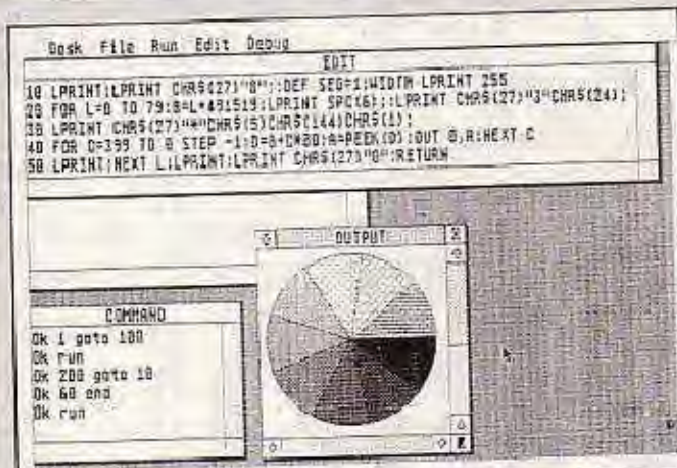 Desk File Run Edit Debug
EDIT
10 LPRINT:LPRINT CHR$(27)"8";:DEF SEG=1:WIDTH LPRINT 255
20 FOR L=0 TO 79:B=L+491519:LPRINT SPC(6);:LPRINT CHR$(27)"3"CHR$(24);
30 LPRINT CHR$(27)"*"CHR$(5)CHR$(144)CHR$(1);
40 FOR C=399 TO 0 STEP -1:D=B+C*80:A=PEEK(D):OUT 0,A:NEXT C
50 LPRINT:NEXT L:LPRINT:LPRINT CHR$(27)"@":RETURN
OUTPUT
COMMAND
Ok 1 goto 100
Ok run
Ok 200 goto 10
Ok 60 end
Ok run